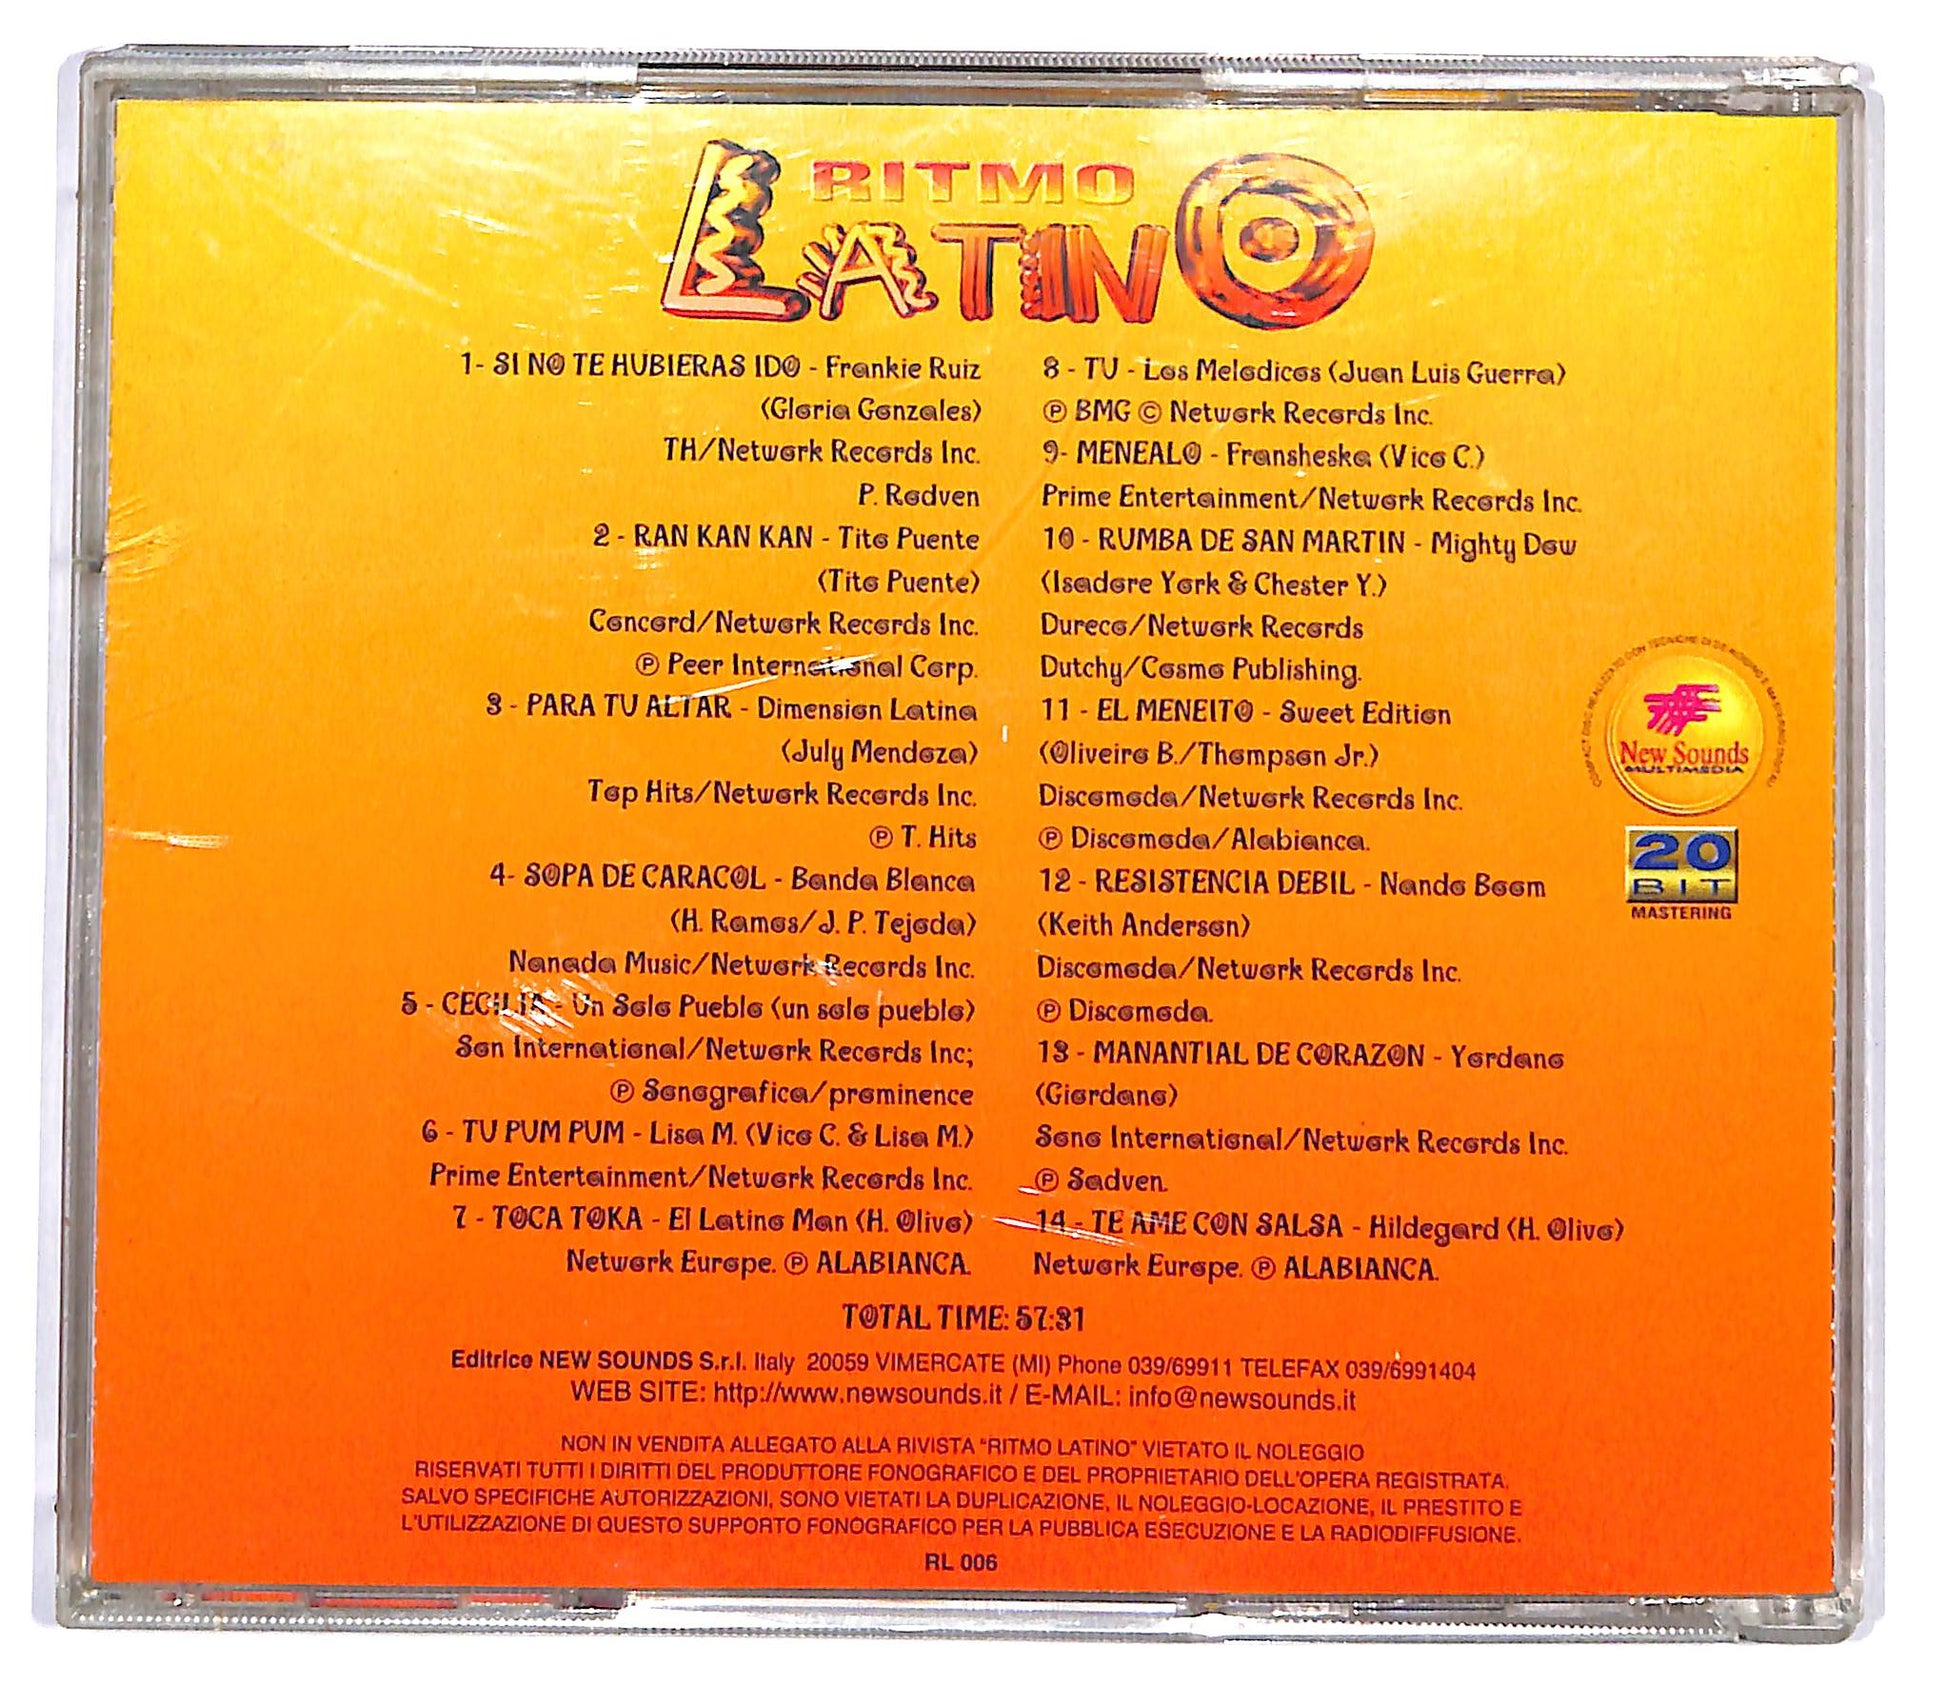 RITMO
LATINO
1- SI NO TE HUBIERAS IDO - Frankie Ruiz
(Gloria Gonzales)
TH/Network Records Inc.
P. Rodven
2 - RAN KAN KAN - Tito Puente
(Tito Puente)
Concord/Network Records Inc.
℗ Peer International Corp.
3 - PARA TU ALTAR - Dimension Latina
(July Mendoza)
Top Hits/Network Records Inc.
℗ T. Hits
4- SOPA DE CARACOL - Banda Blanca
(H. Ramos/J. P. Tejoda)
Nanada Music/Network Records Inc.
5 - CECILIA - Un Solo Pueblo (un solo pueblo)
Son International/Network Records Inc;
℗ Sonografica/prominence
6 - TU PUM PUM - Lisa M. (Vico C. & Lisa M.)
Prime Entertainment/Network Records Inc.
7 - TOCA TOKA - El Latino Man (H. Olivo)
Network Europe. ℗ ALABIANCA.
8 - TU - Los Melodicos (Juan Luis Guerra)
℗ BMG © Network Records Inc.
9- MENEALO - Fransheska (Vico C.)
Prime Entertainment/Network Records Inc.
10 - RUMBA DE SAN MARTIN - Mighty Dow
(Isadore York & Chester Y.)
Dureco/Network Records
Dutchy/Cosmo Publishing.
11 - EL MENEITO - Sweet Edition
(Oliveiro B./Thompson Jr.)
Discomoda/Network Records Inc.
℗ Discomoda/Alabianca.
12 - RESISTENCIA DEBIL - Nando Boom
(Keith Anderson)
Discomoda/Network Records Inc.
℗ Discomoda.
13 - MANANTIAL DE CORAZON - Yordano
(Giordano)
Sono International/Network Records Inc.
℗ Sadven.
14 - TE AME CON SALSA - Hildegard (H. Olivo)
Network Europe. ℗ ALABIANCA.
COMPACT DISC REALIZZATO CON TECNICHE DI DE-NOISING E MASTERING DIGITALI
New Sounds
MULTIMEDIA
20
BIT
MASTERING
TOTAL TIME: 57:31
Editrice NEW SOUNDS S.r.l. Italy 20059 VIMERCATE (MI) Phone 039/69911 TELEFAX 039/6991404
WEB SITE: http://www.newsounds.it / E-MAIL: info@newsounds.it
NON IN VENDITA ALLEGATO ALLA RIVISTA "RITMO LATINO" VIETATO IL NOLEGGIO
RISERVATI TUTTI I DIRITTI DEL PRODUTTORE FONOGRAFICO E DEL PROPRIETARIO DELL'OPERA REGISTRATA.
SALVO SPECIFICHE AUTORIZZAZIONI, SONO VIETATI LA DUPLICAZIONE, IL NOLEGGIO-LOCAZIONE, IL PRESTITO E
L'UTILIZZAZIONE DI QUESTO SUPPORTO FONOGRAFICO PER LA PUBBLICA ESECUZIONE E LA RADIODIFFUSIONE.
RL 006